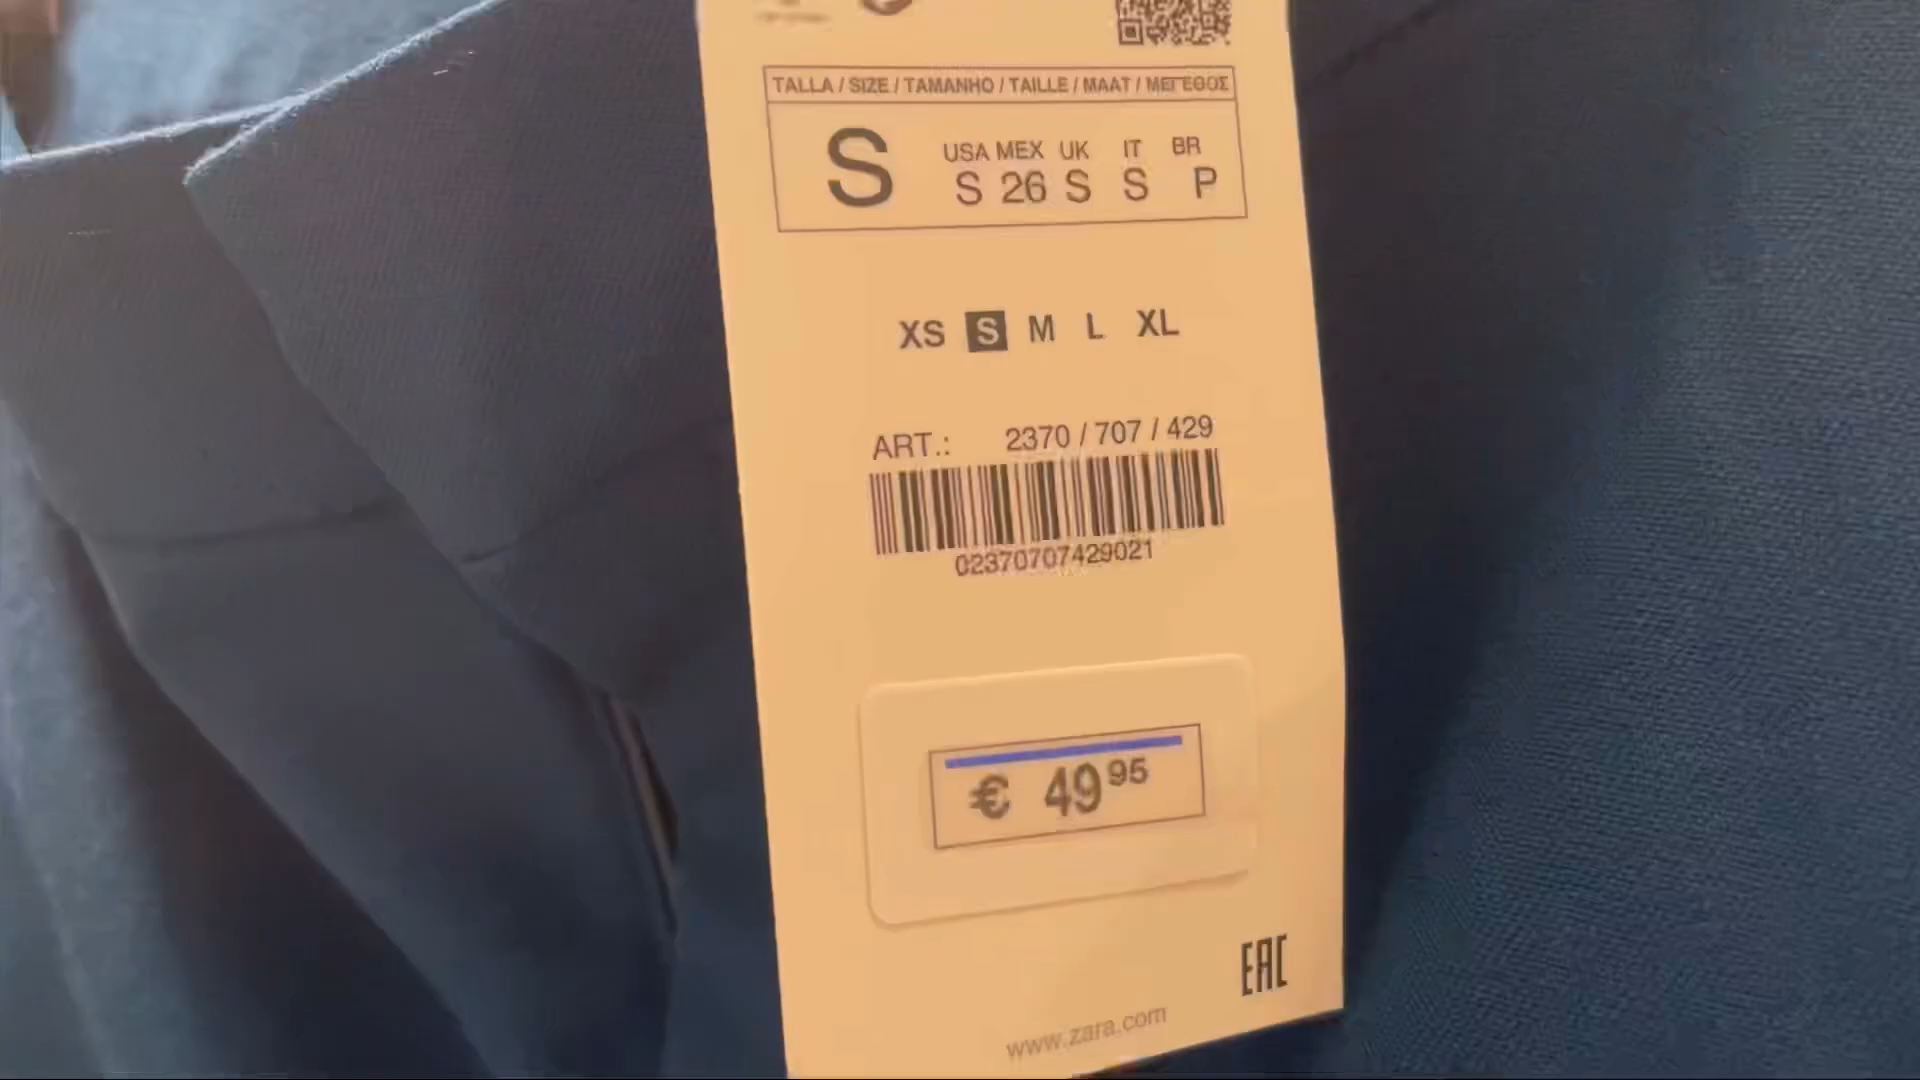 TALLA / SIZE / TAMANHO / TAILLE / MAAT / ΜΕΓΕΘΟΣ
S
USA MEX UK IT BR
S 26 S S P
XS S M L XL
ART.: 2370 / 707 / 429
02370707429021
€ 49 95
EAC
www.zara.com